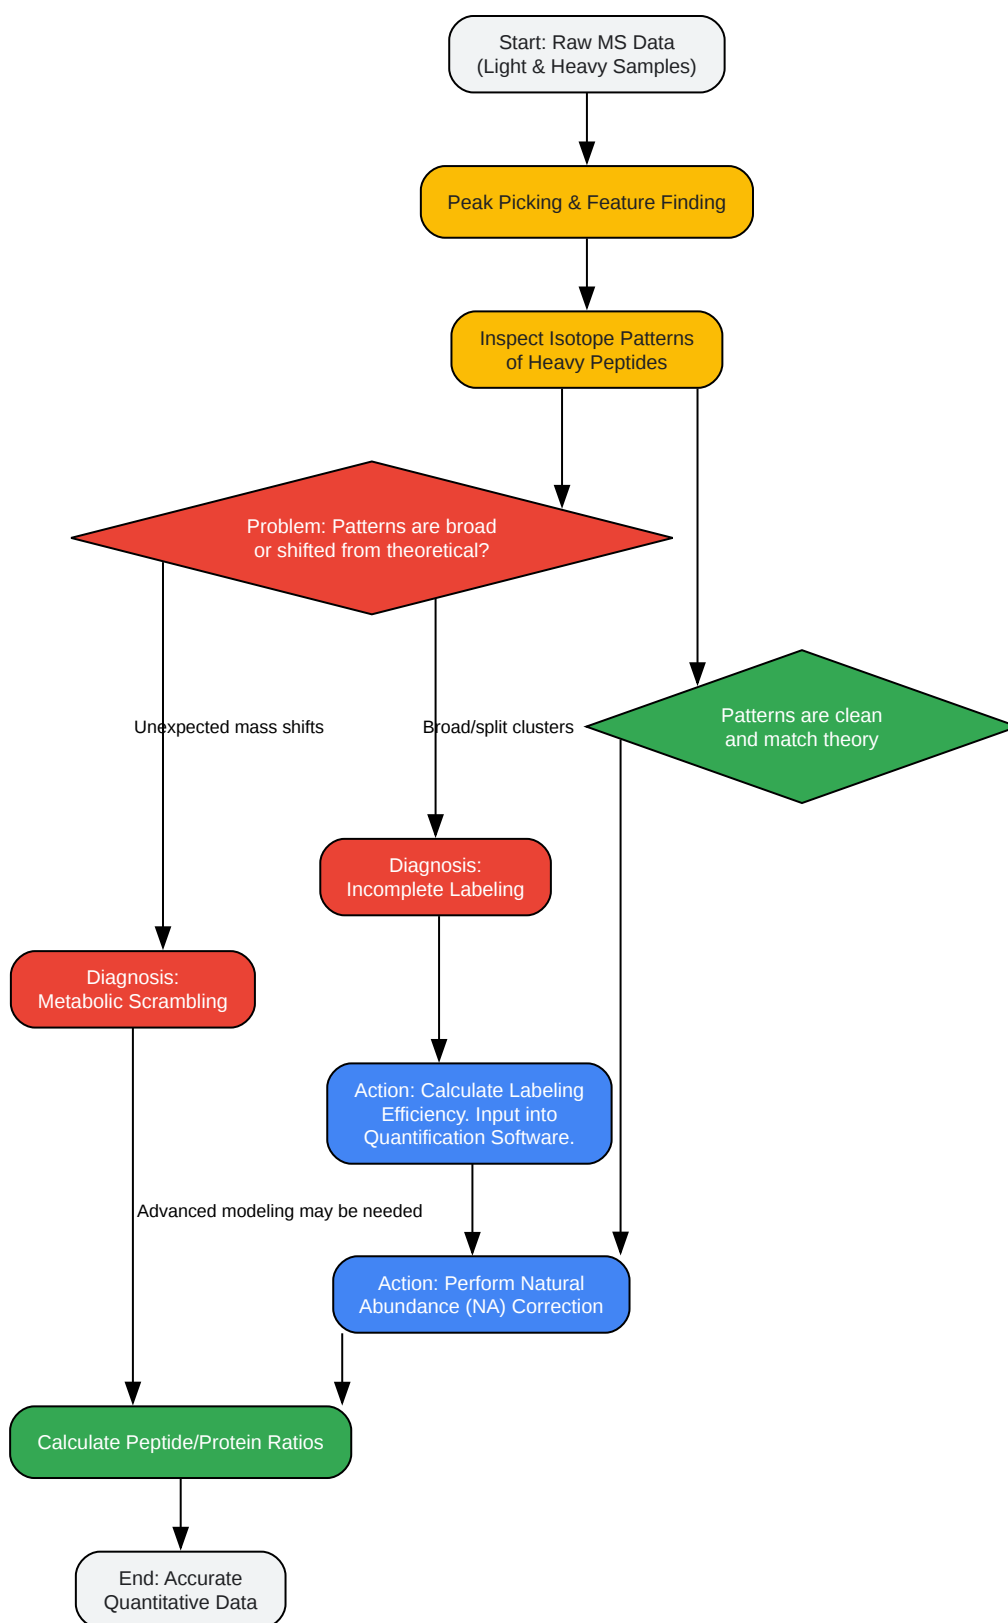 Start: Raw MS Data
(Light & Heavy Samples)
Peak Picking & Feature Finding
Inspect Isotope Patterns
of Heavy Peptides
Problem: Patterns are broad
or shifted from theoretical?
Patterns are clean
and match theory
Unexpected mass shifts
Broad/split clusters
Diagnosis:
Incomplete Labeling
Diagnosis:
Metabolic Scrambling
Action: Calculate Labeling
Efficiency. Input into
Quantification Software.
Advanced modeling may be needed
Action: Perform Natural
Abundance (NA) Correction
Calculate Peptide/Protein Ratios
End: Accurate
Quantitative Data